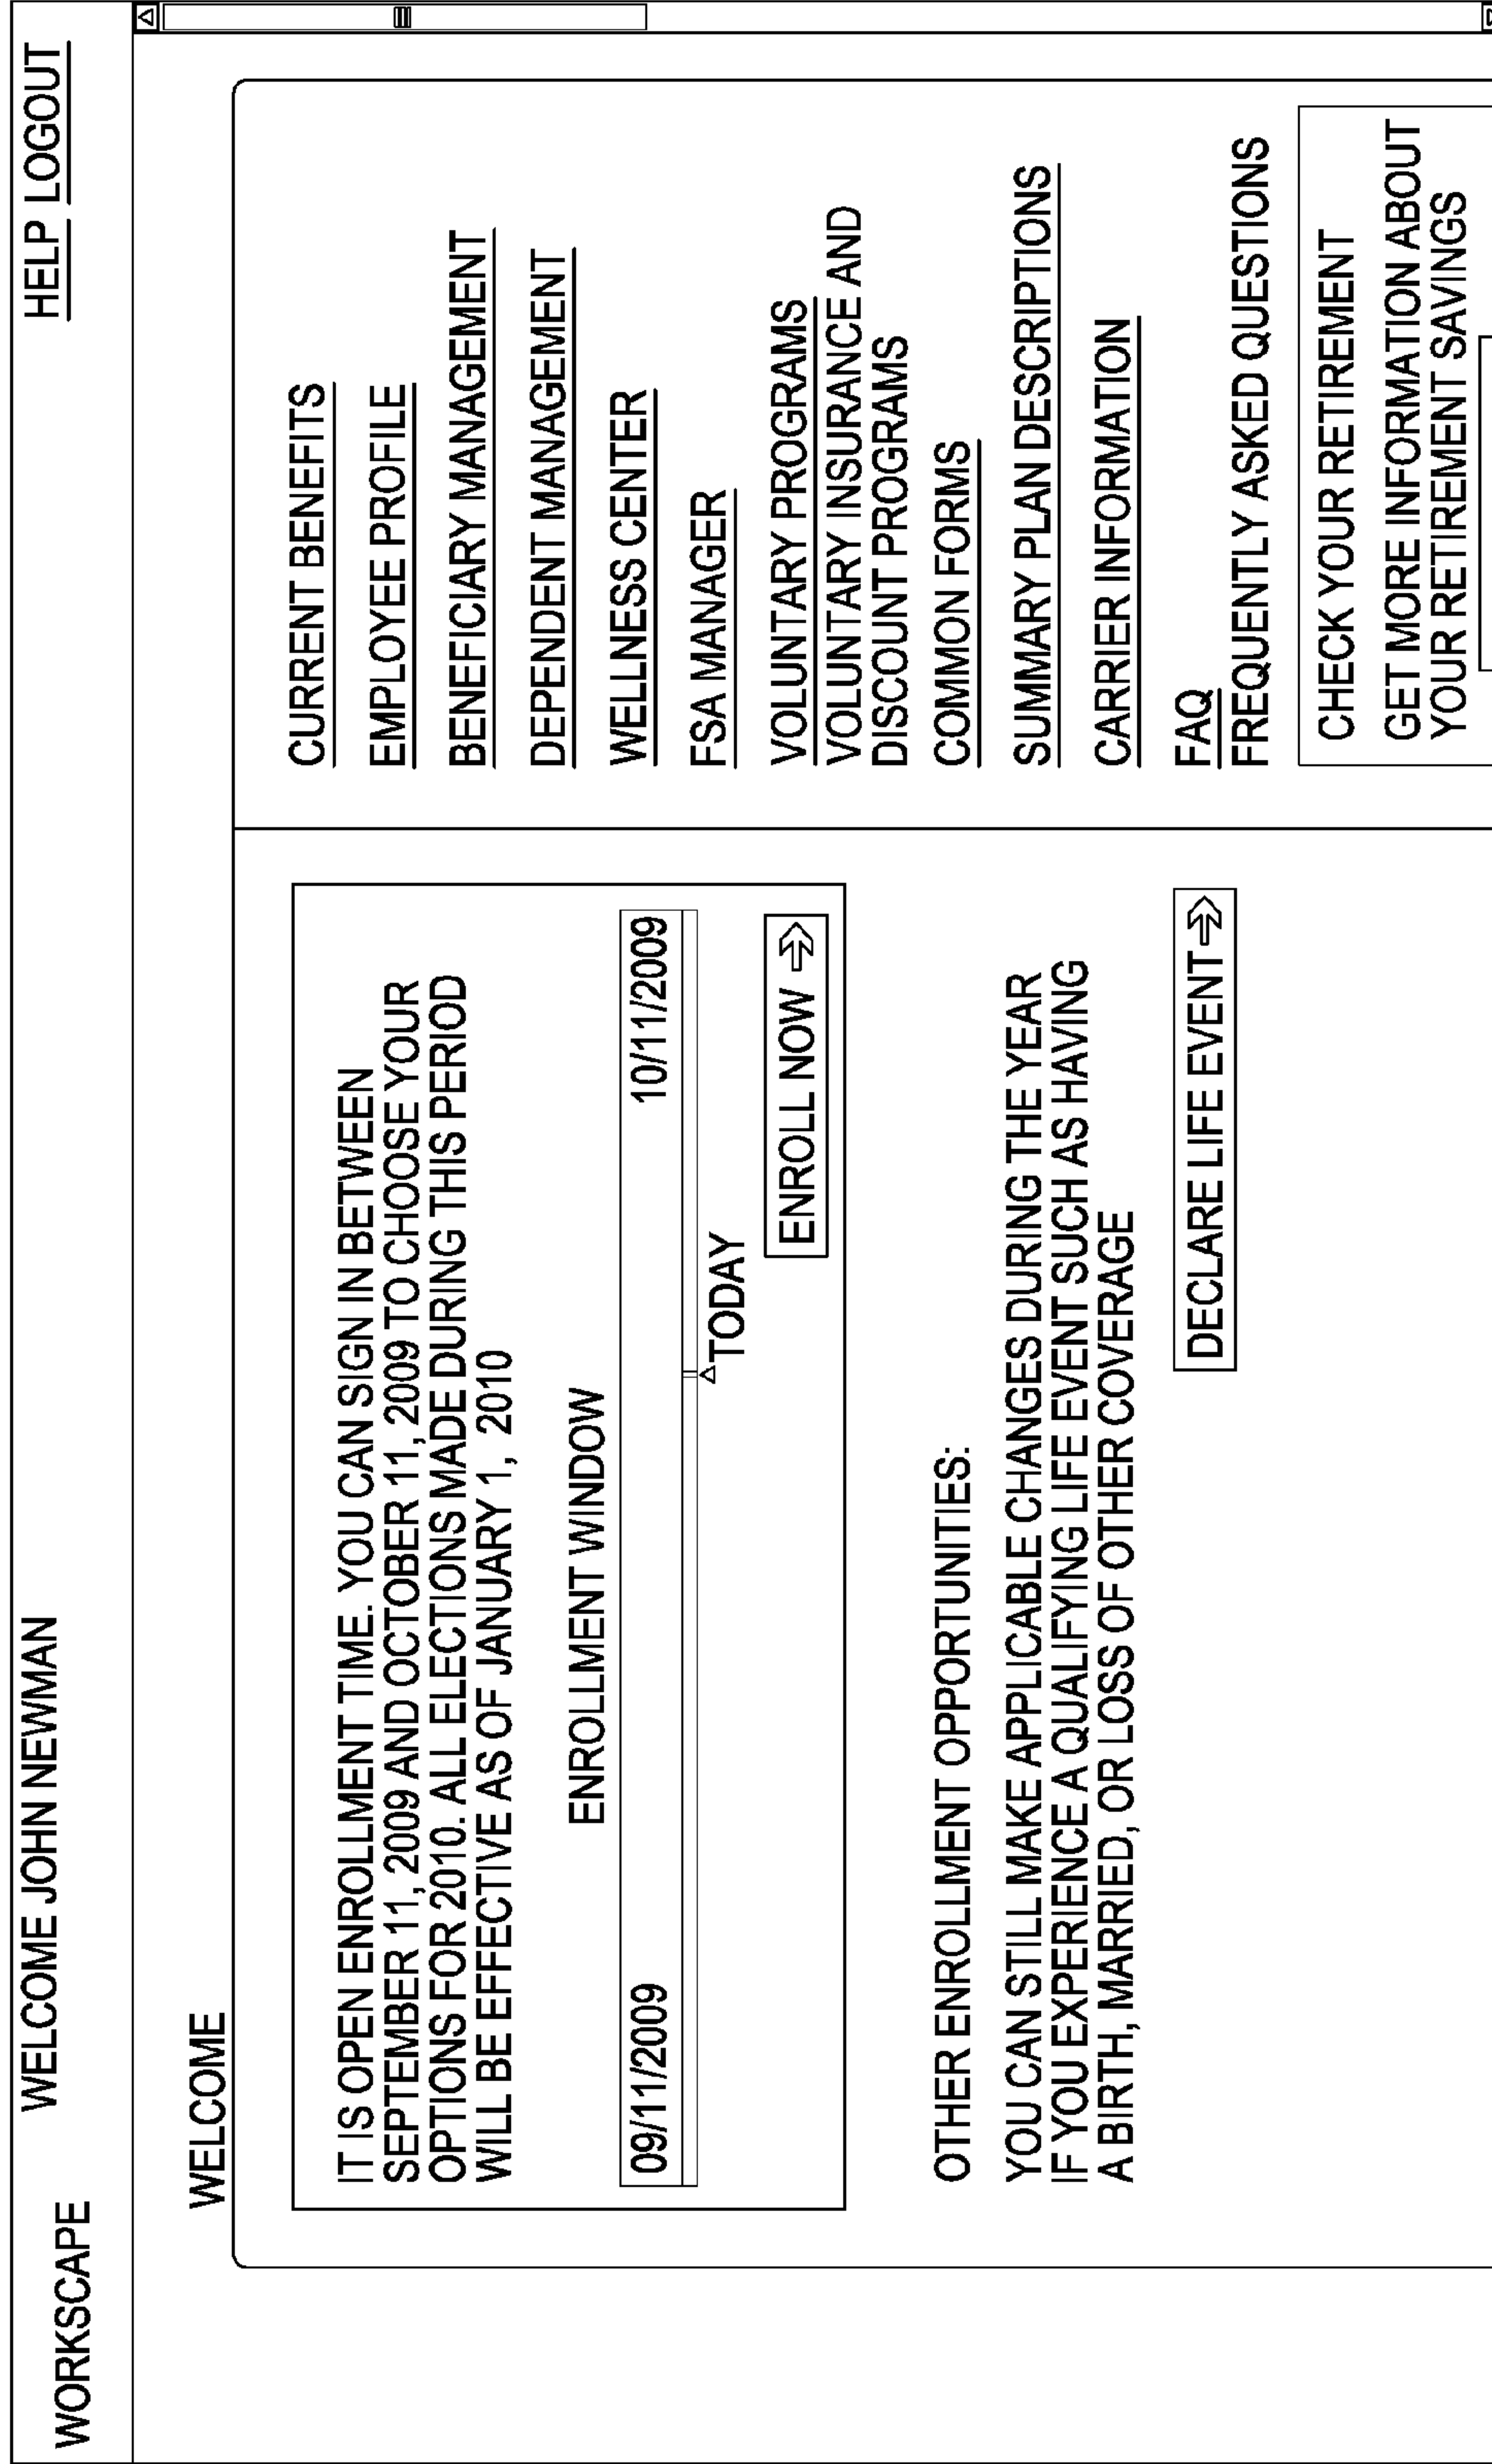 WORKSCAPE
WELCOME JOHN NEWMAN
HELP LOGOUT
WELCOME
IT IS OPEN ENROLLMENT TIME. YOU CAN SIGN IN BETWEEN
SEPTEMBER 11, 2009 AND OCTOBER 11, 2009 TO CHOOSE YOUR
OPTIONS FOR 2010. ALL ELECTIONS MADE DURING THIS PERIOD
WILL BE EFFECTIVE AS OF JANUARY 1, 2010
ENROLLMENT WINDOW
09/11/2009
10/11/2009
TODAY
ENROLL NOW
OTHER ENROLLMENT OPPORTUNITIES:
YOU CAN STILL MAKE APPLICABLE CHANGES DURING THE YEAR
IF YOU EXPERIENCE A QUALIFYING LIFE EVENT SUCH AS HAVING
A BIRTH, MARRIED, OR LOSS OF OTHER COVERAGE
DECLARE LIFE EVENT
CURRENT BENEFITS
EMPLOYEE PROFILE
BENEFICIARY MANAGEMENT
DEPENDENT MANAGEMENT
WELLNESS CENTER
FSA MANAGER
VOLUNTARY PROGRAMS
VOLUNTARY INSURANCE AND
DISCOUNT PROGRAMS
COMMON FORMS
SUMMARY PLAN DESCRIPTIONS
CARRIER INFORMATION
FAQ
FREQUENTLY ASKED QUESTIONS
CHECK YOUR RETIREMENT
GET MORE INFORMATION ABOUT
YOUR RETIREMENT SAVINGS